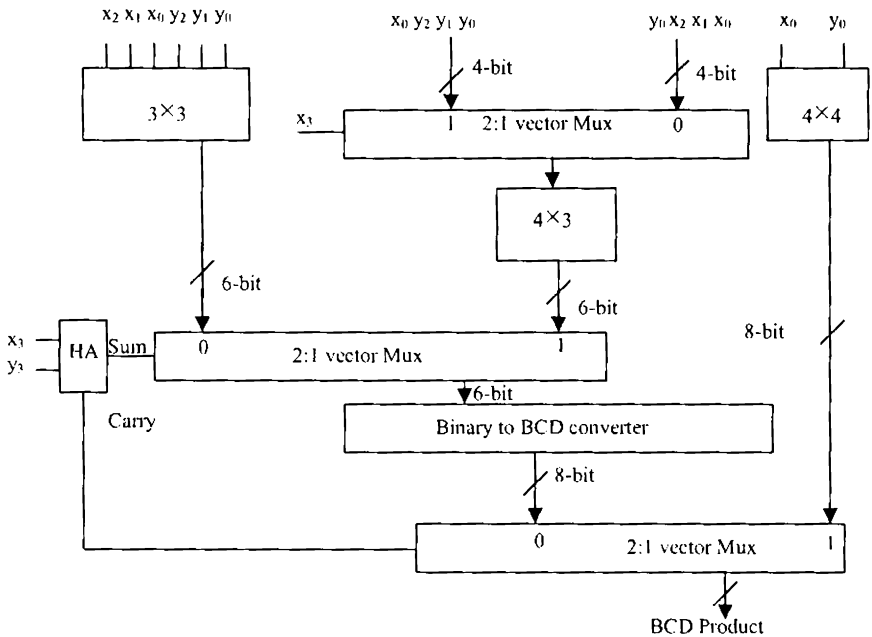 x₂ x₁ x₀ y₂ y₁ y₀
x₀ y₂ y₁ y₀
y₀ x₂ x₁ x₀
x₀ y₀
4-bit
4-bit
3×3
x₃
1 2:1 vector Mux 0
4×4
4×3
6-bit
6-bit
8-bit
x₃
y₃
HA
Sum
0 2:1 vector Mux 1
6-bit
Carry
Binary to BCD converter
8-bit
0 2:1 vector Mux 1
BCD Product